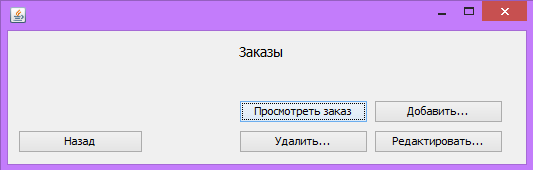 Заказы
Просмотреть заказ Добавить...
Назад Удалить... Редактировать...